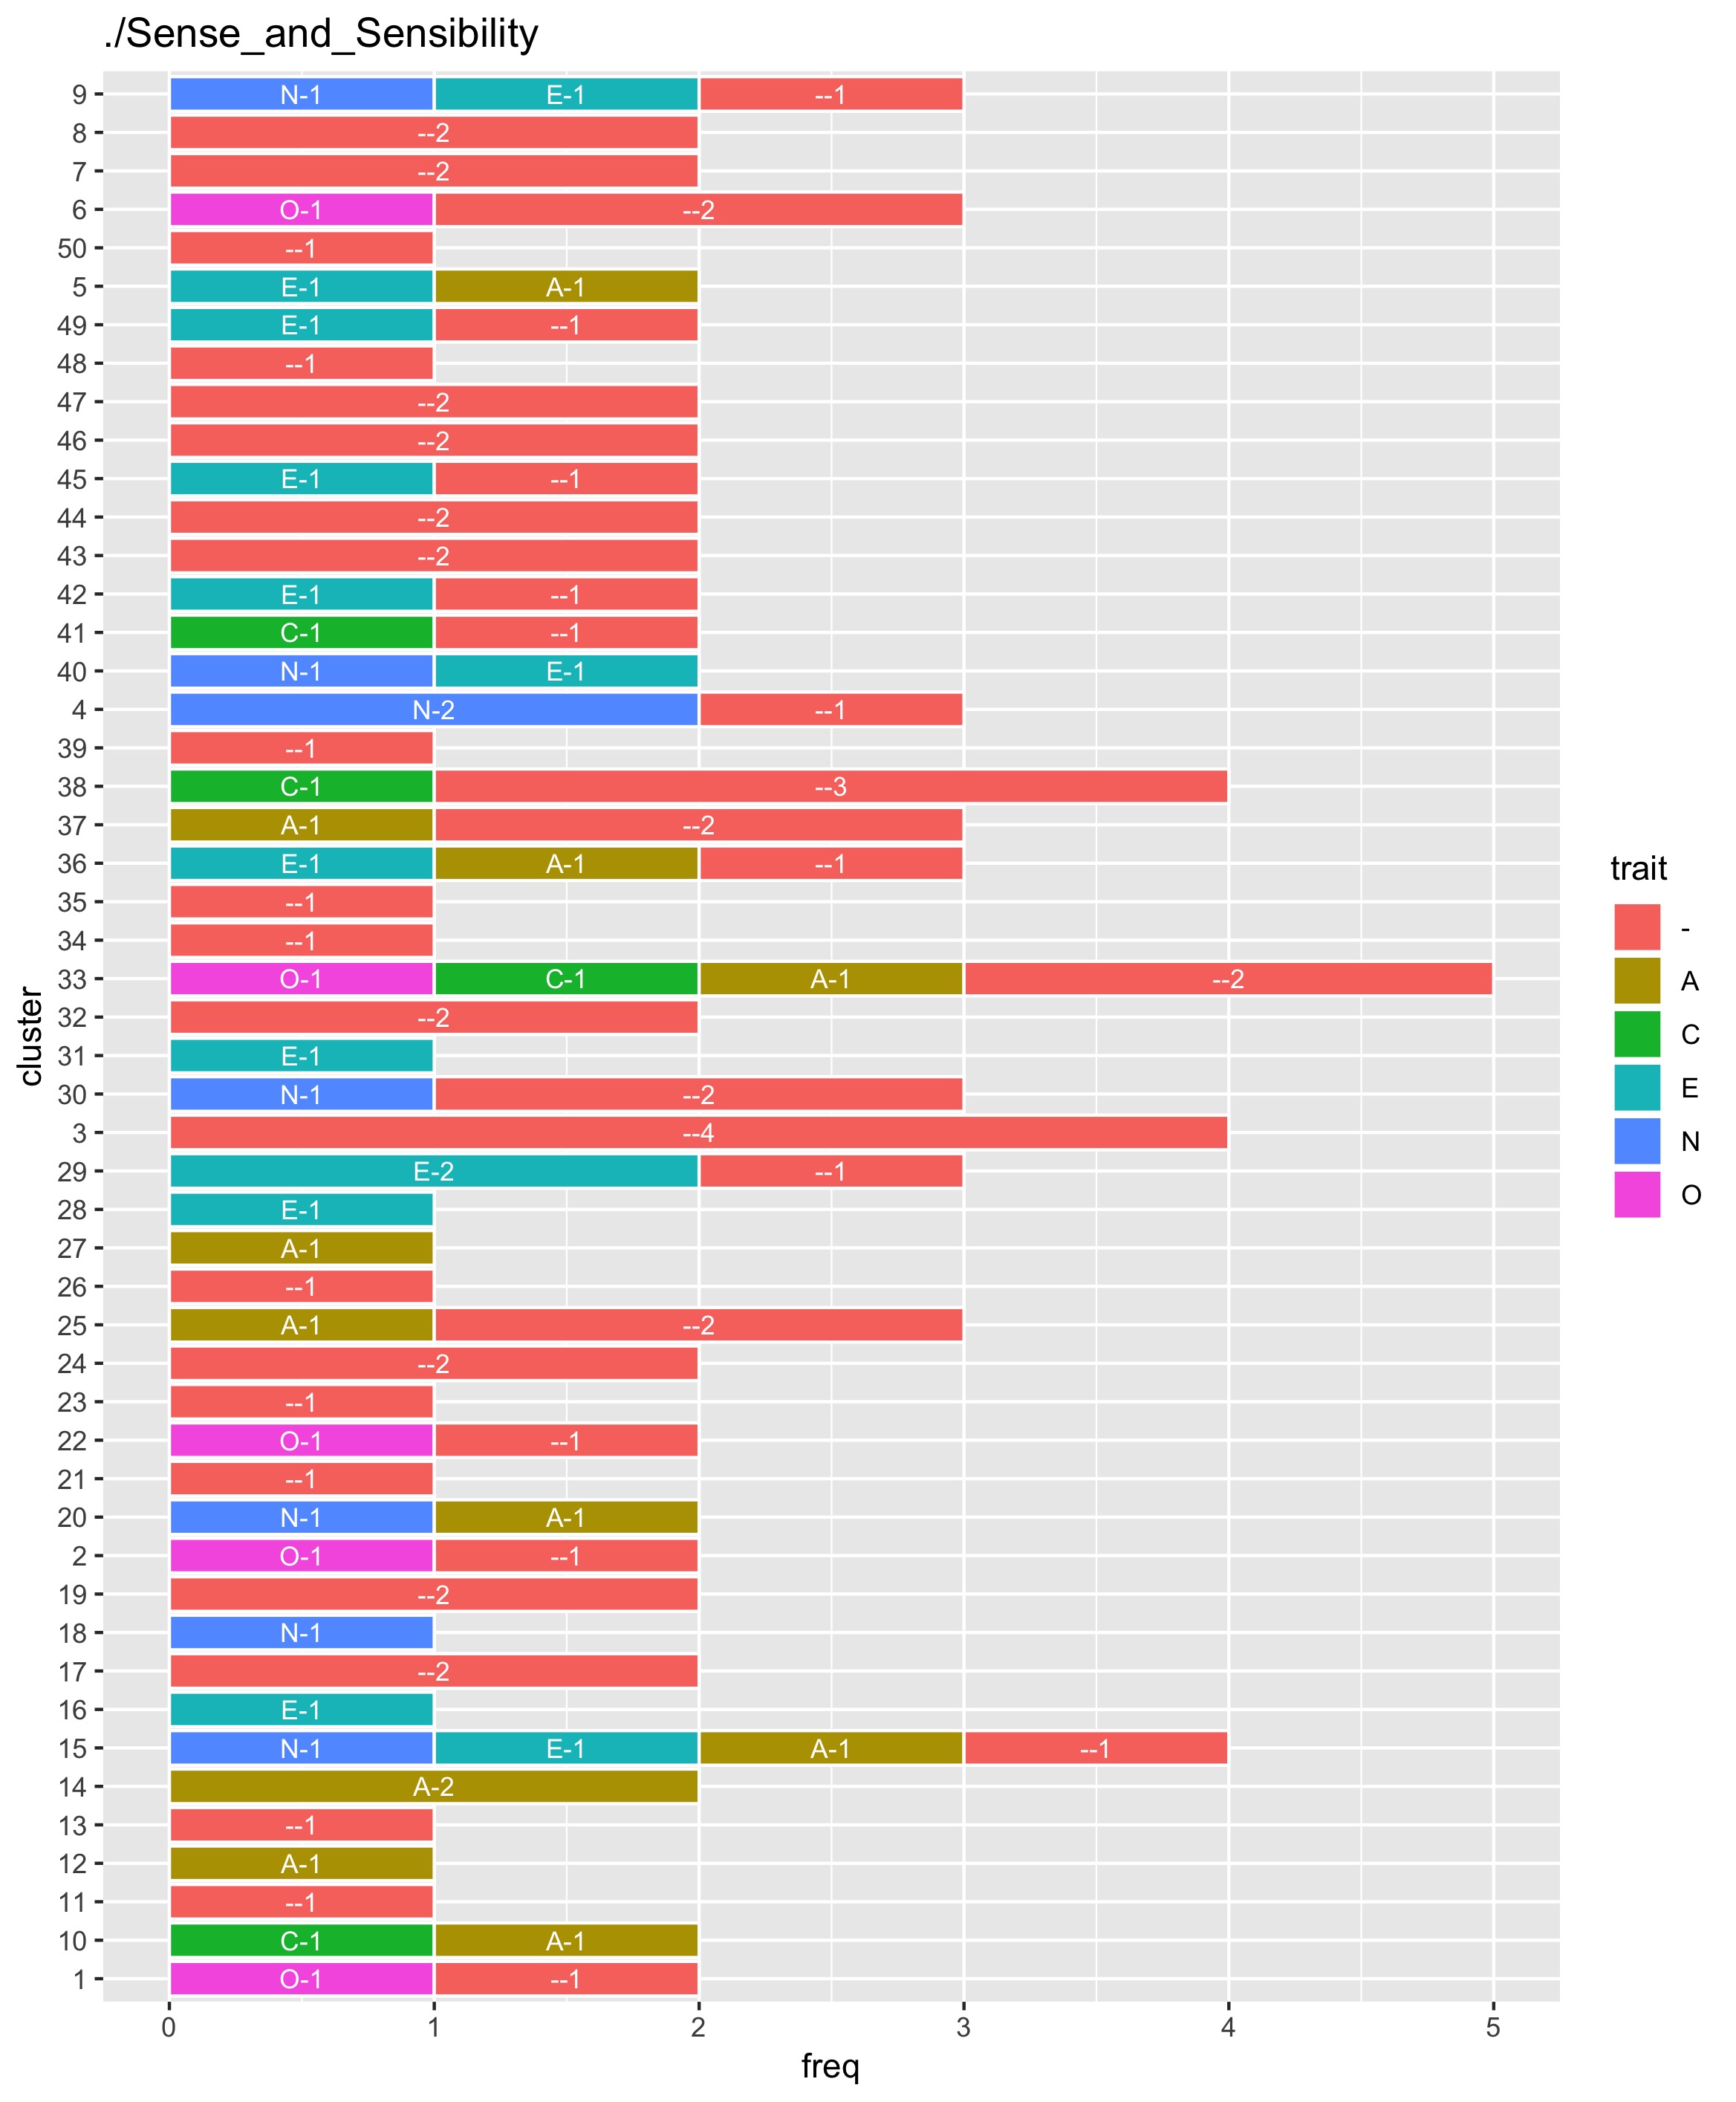 ./Sense_and_Sensibility
9 N-1 E-1 --1
8 --2
7 --2
6 O-1 --2
50 --1
5 E-1 A-1
49 E-1 --1
48 --1
47 --2
46 --2
45 E-1 --1
44 --2
43 --2
42 E-1 --1
41 C-1 --1
40 N-1 E-1
4 N-2 --1
39 --1
38 C-1 --3
37 A-1 --2
36 E-1 A-1 --1
35 --1
34 --1
33 O-1 C-1 A-1 --2
32 --2
31 E-1
30 N-1 --2
3 --4
29 E-2 --1
28 E-1
27 A-1
26 --1
25 A-1 --2
24 --2
23 --1
22 O-1 --1
21 --1
20 N-1 A-1
2 O-1 --1
19 --2
18 N-1
17 --2
16 E-1
15 N-1 E-1 A-1 --1
14 A-2
13 --1
12 A-1
11 --1
10 C-1 A-1
1 O-1 --1
0 1 2 3 4 5
freq
cluster
trait
-
A
C
E
N
O